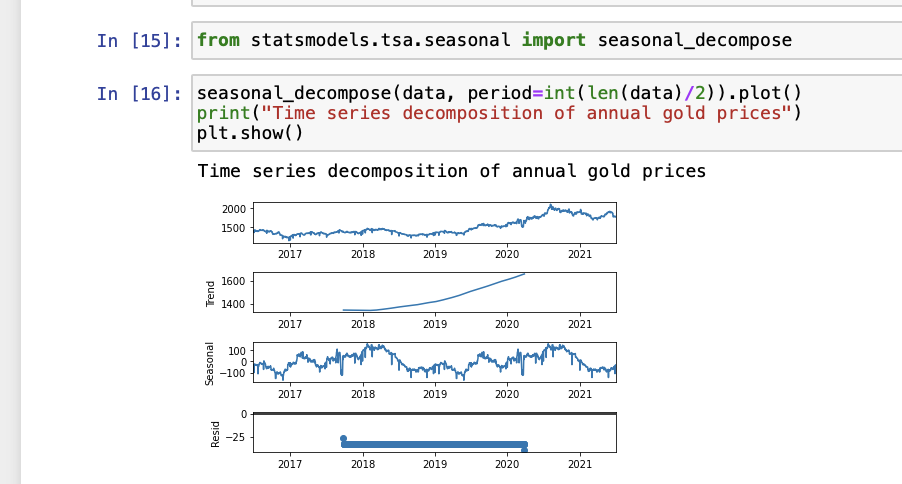 In [15]: from statsmodels.tsa.seasonal import seasonal_decompose
In [16]: seasonal_decompose(data, period=int(len(data)/2)).plot()
print("Time series decomposition of annual gold prices")
plt.show()
Time series decomposition of annual gold prices
2000
1500
2017 2018 2019 2020 2021
Trend
1600
1400
2017 2018 2019 2020 2021
Seasonal
100
0
−100
2017 2018 2019 2020 2021
Resid
0
−25
2017 2018 2019 2020 2021